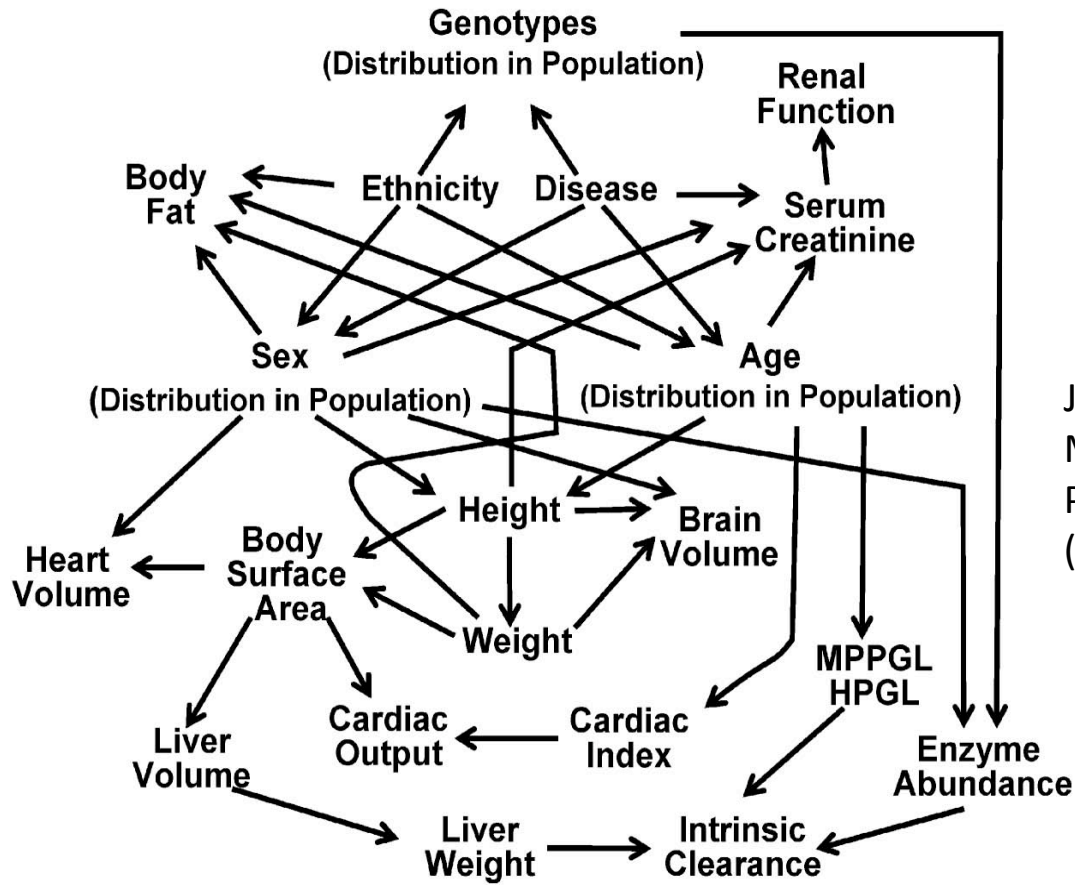 Genotypes
(Distribution in Population)
Renal
Function
Body
Fat
Ethnicity
Disease
Serum
Creatinine
Sex
(Distribution in Population)
Age
(Distribution in Population)
Height
Brain
Volume
Heart
Volume
Body
Surface
Area
Weight
MPPGL
HPGL
Cardiac
Output
Cardiac
Index
Liver
Volume
Enzyme
Abundance
Liver
Weight
Intrinsic
Clearance
J
(